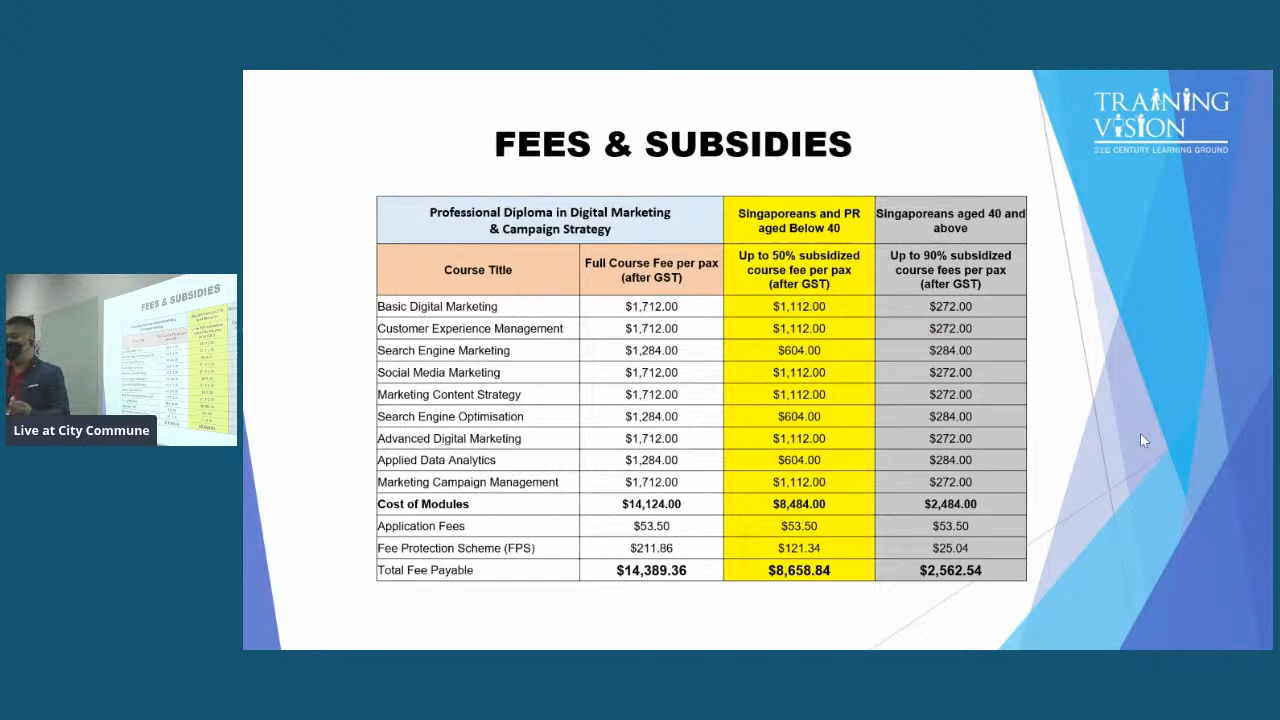 TRAINING
VISION
21ST CENTURY LEARNING GROUND
FEES & SUBSIDIES
Professional Diploma in Digital Marketing
& Campaign Strategy
Singaporeans and PR
aged Below 40
Singaporeans aged 40 and
above
Course Title
Full Course Fee per pax
(after GST)
Up to 50% subsidized
course fee per pax
(after GST)
Up to 90% subsidized
course fees per pax
(after GST)
Basic Digital Marketing $1,712.00 $1,112.00 $272.00
Customer Experience Management $1,712.00 $1,112.00 $272.00
Search Engine Marketing $1,284.00 $604.00 $284.00
Social Media Marketing $1,712.00 $1,112.00 $272.00
Marketing Content Strategy $1,712.00 $1,112.00 $272.00
Search Engine Optimisation $1,284.00 $604.00 $284.00
Advanced Digital Marketing $1,712.00 $1,112.00 $272.00
Applied Data Analytics $1,284.00 $604.00 $284.00
Marketing Campaign Management $1,712.00 $1,112.00 $272.00
Cost of Modules $14,124.00 $8,484.00 $2,484.00
Application Fees $53.50 $53.50 $53.50
Fee Protection Scheme (FPS) $211.86 $121.34 $25.04
Total Fee Payable $14,389.36 $8,658.84 $2,562.54
FEES & SUBSIDIES
Live at City Commune